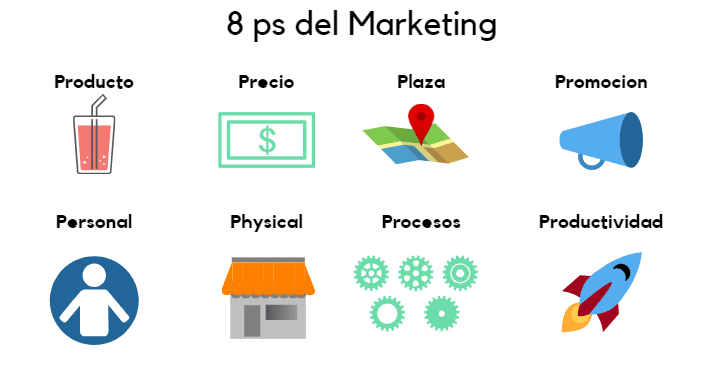 8 ps del Marketing
Producto
Precio
Plaza
Promocion
$
Personal
Physical
Procesos
Productividad